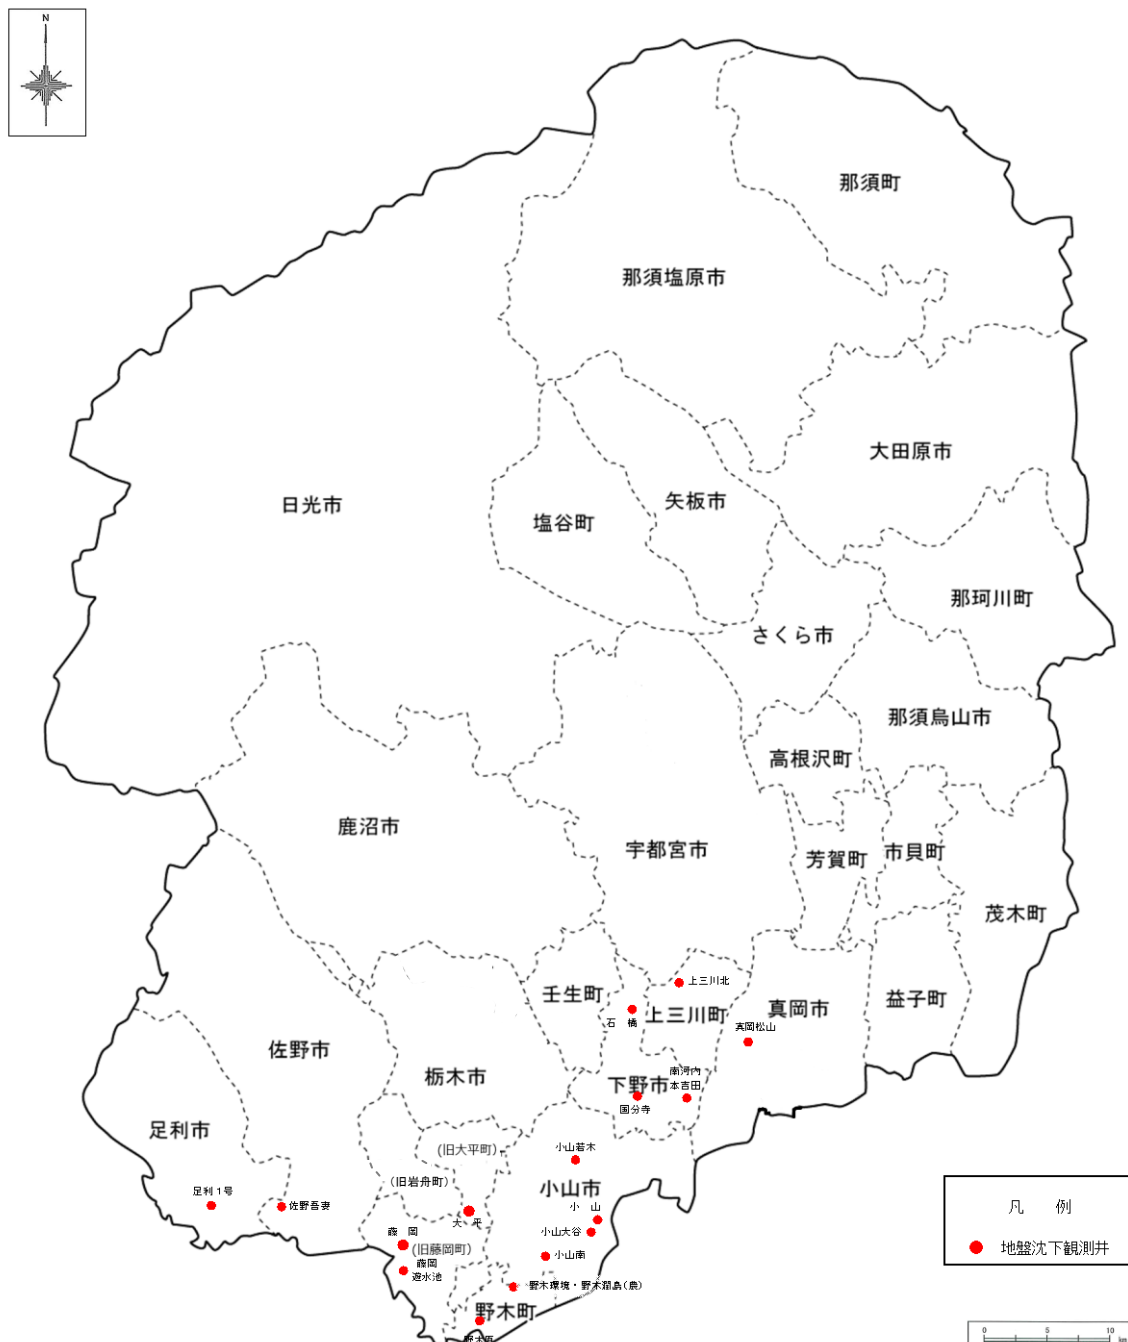 N
那須町
那須塩原市
大田原市
日光市
矢板市
塩谷町
那珂川町
さくら市
那須烏山市
高根沢町
鹿沼市
宇都宮市
芳賀町
市貝町
茂木町
上三川北
壬生町
石 橋
上三川町
真岡市
益子町
真岡松山
佐野市
栃木市
下野市
南河内
本吉田
国分寺
足利市
(旧大平町)
小山若木
(旧岩舟町)
小山市
足利1号
佐野吾妻
大 平
小 山
小山大谷
藤 岡
(旧藤岡町)
小山南
藤岡
遊水池
野木環境・野木潤島(農)
野木町
野木原
凡 例
地盤沈下観測井
0 5 10
km